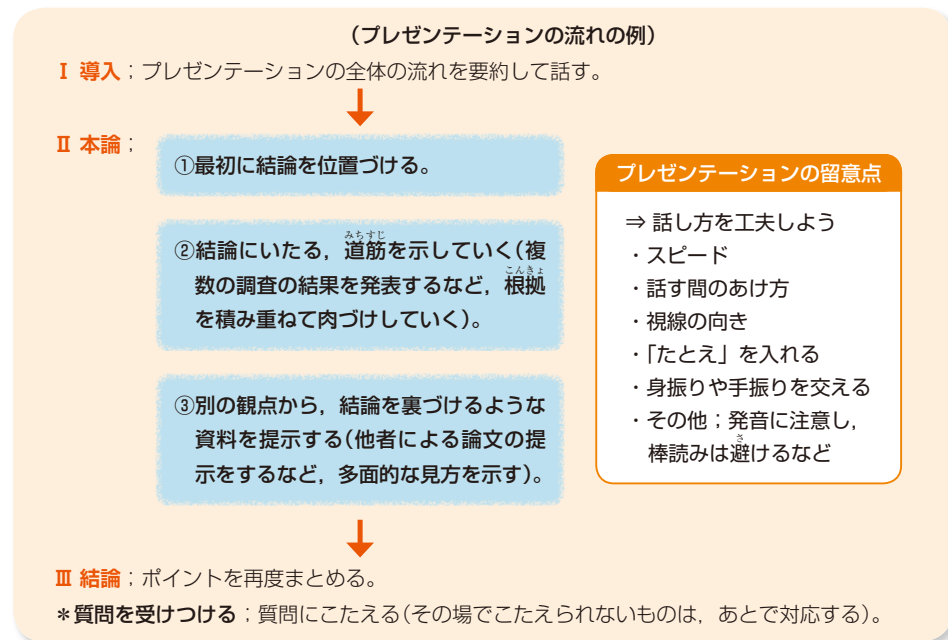 (プレゼンテーションの流れの例)
Ⅰ 導入；プレゼンテーションの全体の流れを要約して話す。
Ⅱ 本論；
①最初に結論を位置づける。
②結論にいたる，道筋を示していく(複
みちすじ
数の調査の結果を発表するなど，根拠
こんきょ
を積み重ねて肉づけしていく)。
③別の観点から，結論を裏づけるような
資料を提示する(他者による論文の提
示をするなど，多面的な見方を示す)。
プレゼンテーションの留意点
⇒ 話し方を工夫しよう
・スピード
・話す間のあけ方
・視線の向き
・「たとえ」を入れる
・身振りや手振りを交える
・その他；発音に注意し，
棒読みは避けるなど
さ
Ⅲ 結論；ポイントを再度まとめる。
＊質問を受けつける；質問にこたえる(その場でこたえられないものは，あとで対応する)。